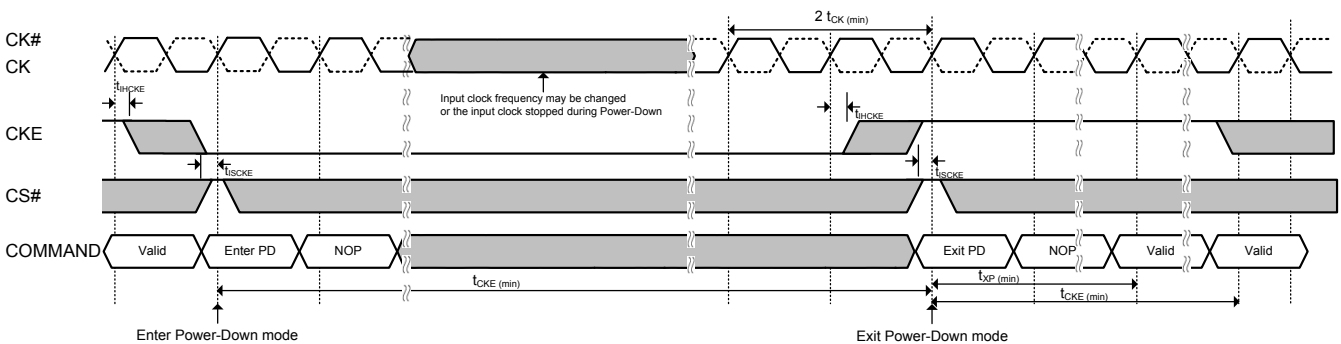 2 tCK (min)
CK#
CK
Input clock frequency may be changed
or the input clock stopped during Power-Down
tIHCKE
tIHCKE
CKE
tISCKE
tISCKE
CS#
COMMAND
Valid
Enter PD
NOP
Exit PD
NOP
Valid
Valid
tCKE (min)
tXP (min)
tCKE (min)
Enter Power-Down mode
Exit Power-Down mode